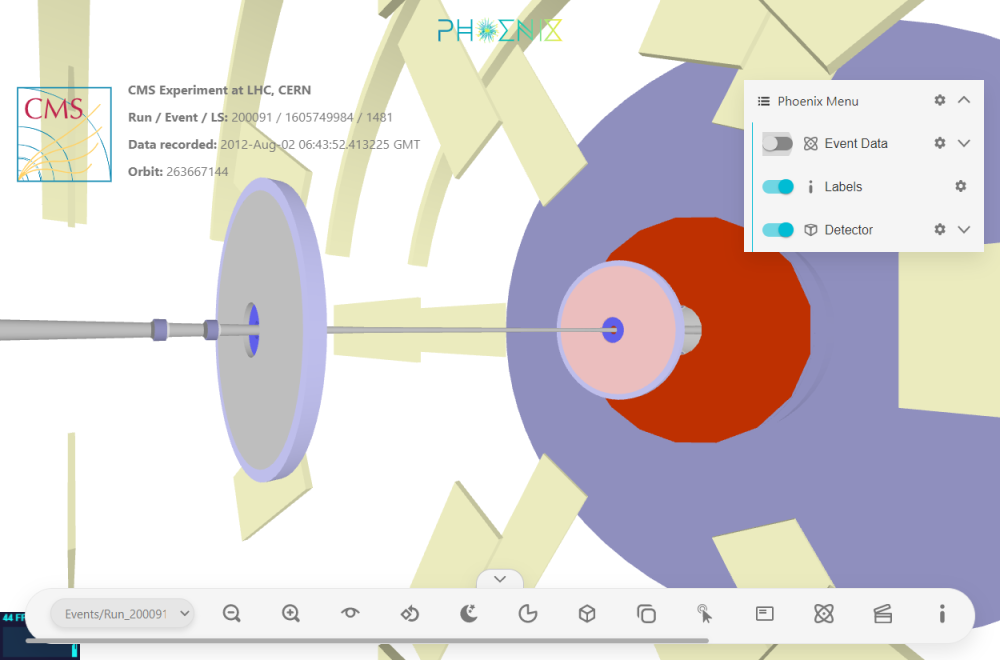 PHOENIX
CMS
CMS Experiment at LHC, CERN
Run / Event / LS: 200091 / 1605749984 / 1481
Data recorded: 2012-Aug-02 06:43:52.413225 GMT
Orbit: 263667144
Phoenix Menu
Event Data
Labels
Detector
Events/Run_200091
44 FP